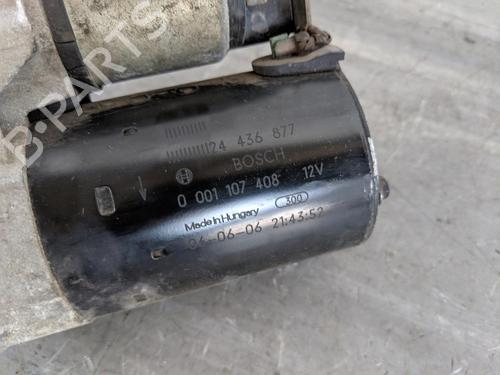 B-PARTS
24 436 877
BOSCH
0 001 107 408 12V
Made in Hungary 300
06-06-06 21:43:52